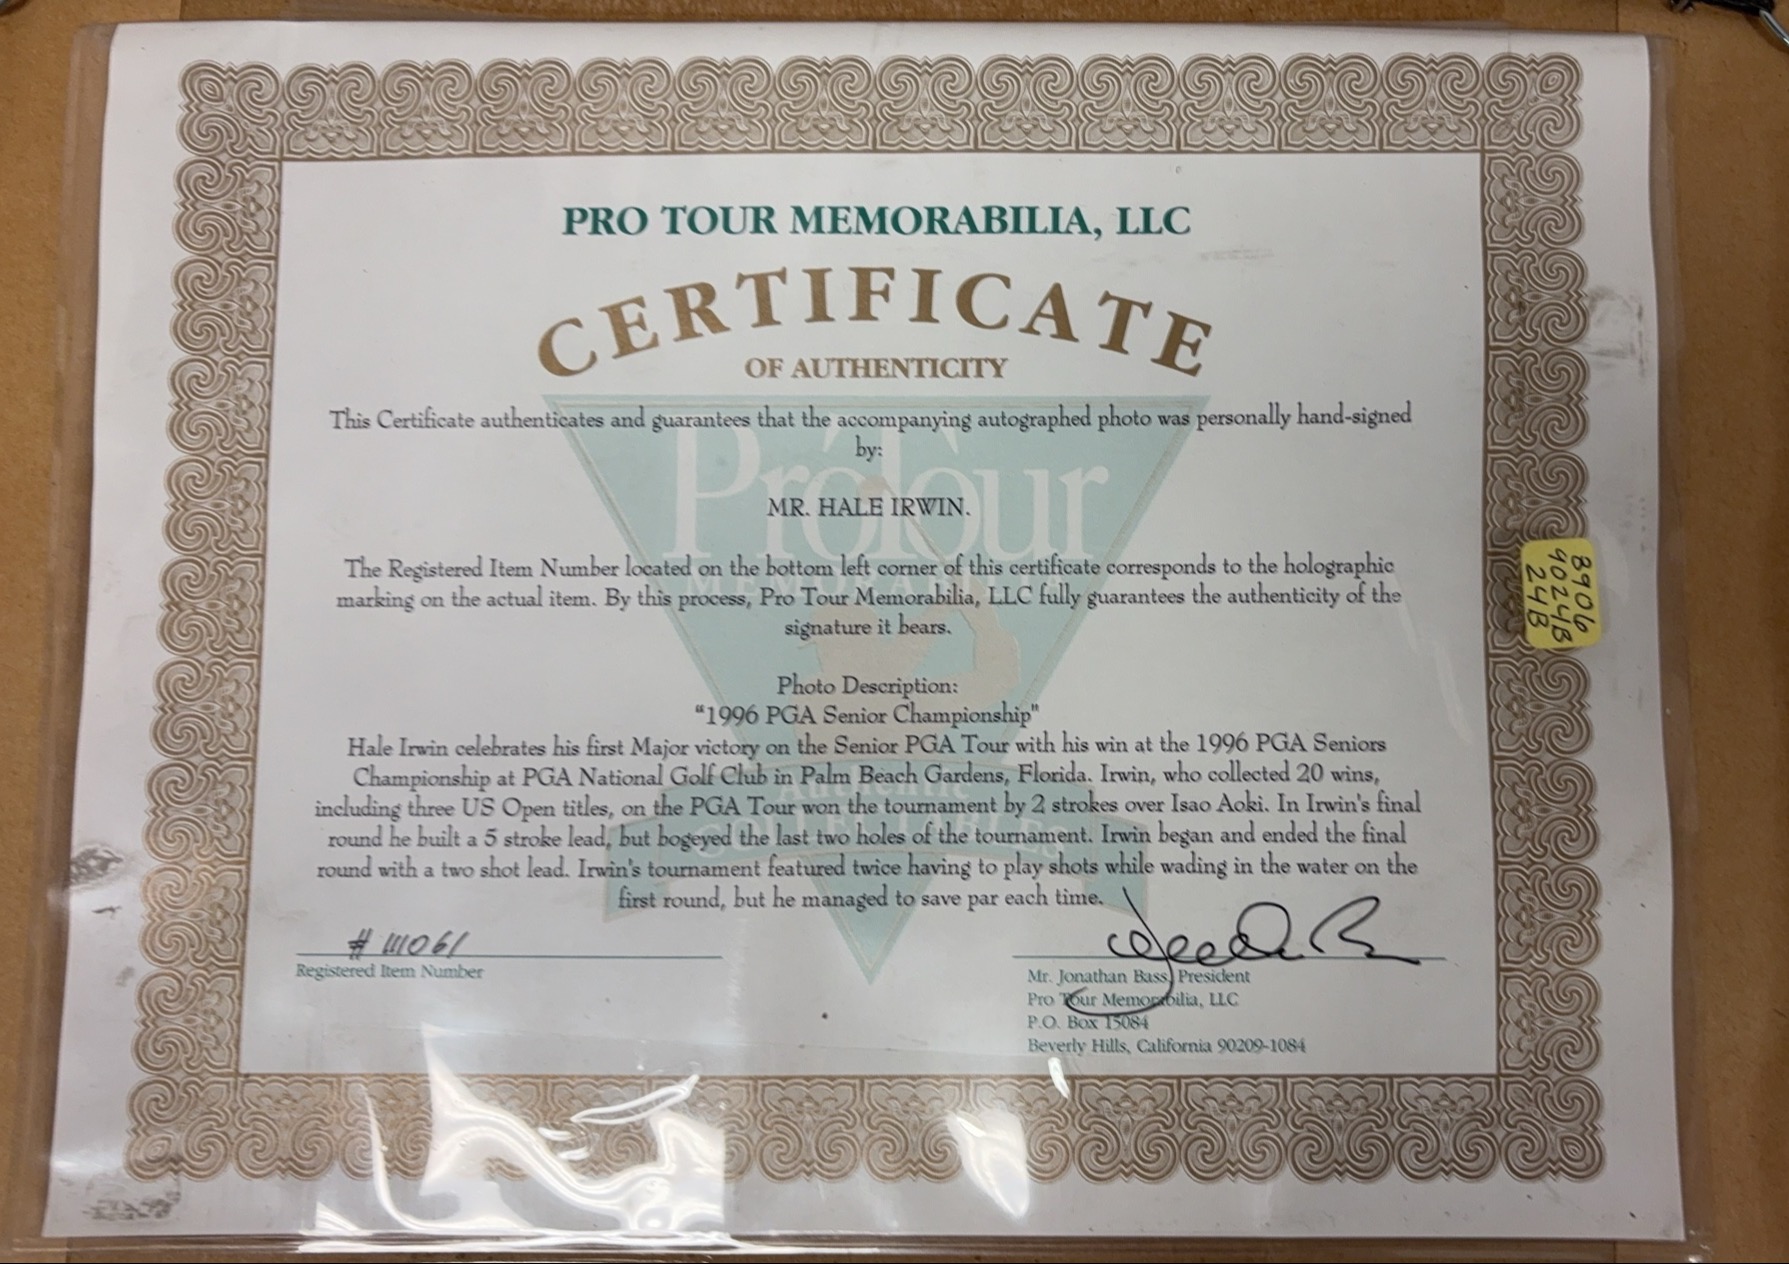 PRO TOUR MEMORABILIA, LLC
CERTIFICATE
OF AUTHENTICITY
This Certificate authenticates and guarantees that the accompanying autographed photo was personally hand-signed
by:
MR. HALE IRWIN.
The Registered Item Number located on the bottom left corner of this certificate corresponds to the holographic
marking on the actual item. By this process, Pro Tour Memorabilia, LLC fully guarantees the authenticity of the
signature it bears.
Photo Description:
"1996 PGA Senior Championship"
Hale Irwin celebrates his first Major victory on the Senior PGA Tour with his win at the 1996 PGA Seniors
Championship at PGA National Golf Club in Palm Beach Gardens, Florida. Irwin, who collected 20 wins,
including three US Open titles, on the PGA Tour won the tournament by 2 strokes over Isao Aoki. In Irwin's final
round he built a 5 stroke lead, but bogeyed the last two holes of the tournament. Irwin began and ended the final
round with a two shot lead. Irwin's tournament featured twice having to play shots while wading in the water on the
first round, but he managed to save par each time.
# 111061
Registered Item Number
Mr. Jonathan Bass, President
Pro Tour Memorabilia, LLC
P.O. Box 15084
Beverly Hills, California 90209-1084
ProTour
MEMORABILIA
Authentic
COLLECTIBLES
8906
9024B
24B